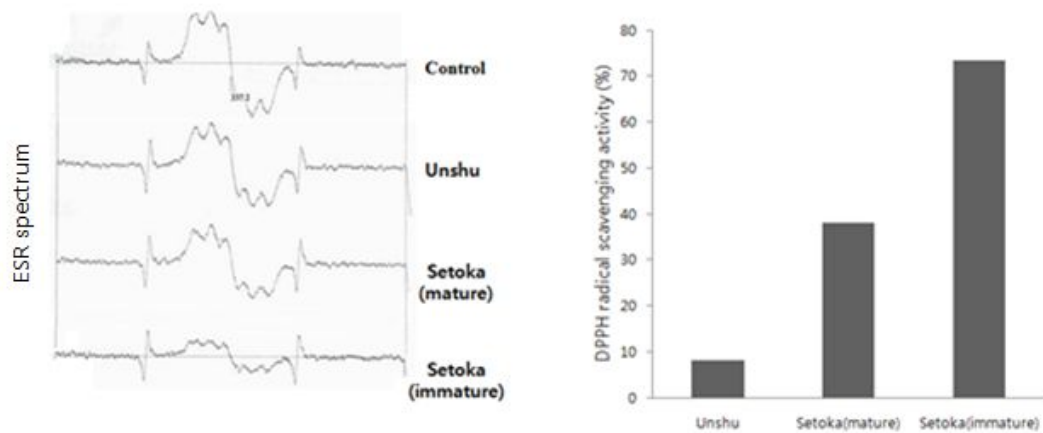 ESR spectrum
Control
Unshu
Setoka
(mature)
Setoka
(immature)
DPPH radical scavenging activity (%)
80
70
60
50
40
30
20
10
0
Unshu
Setoka(mature)
Setoka(immature)